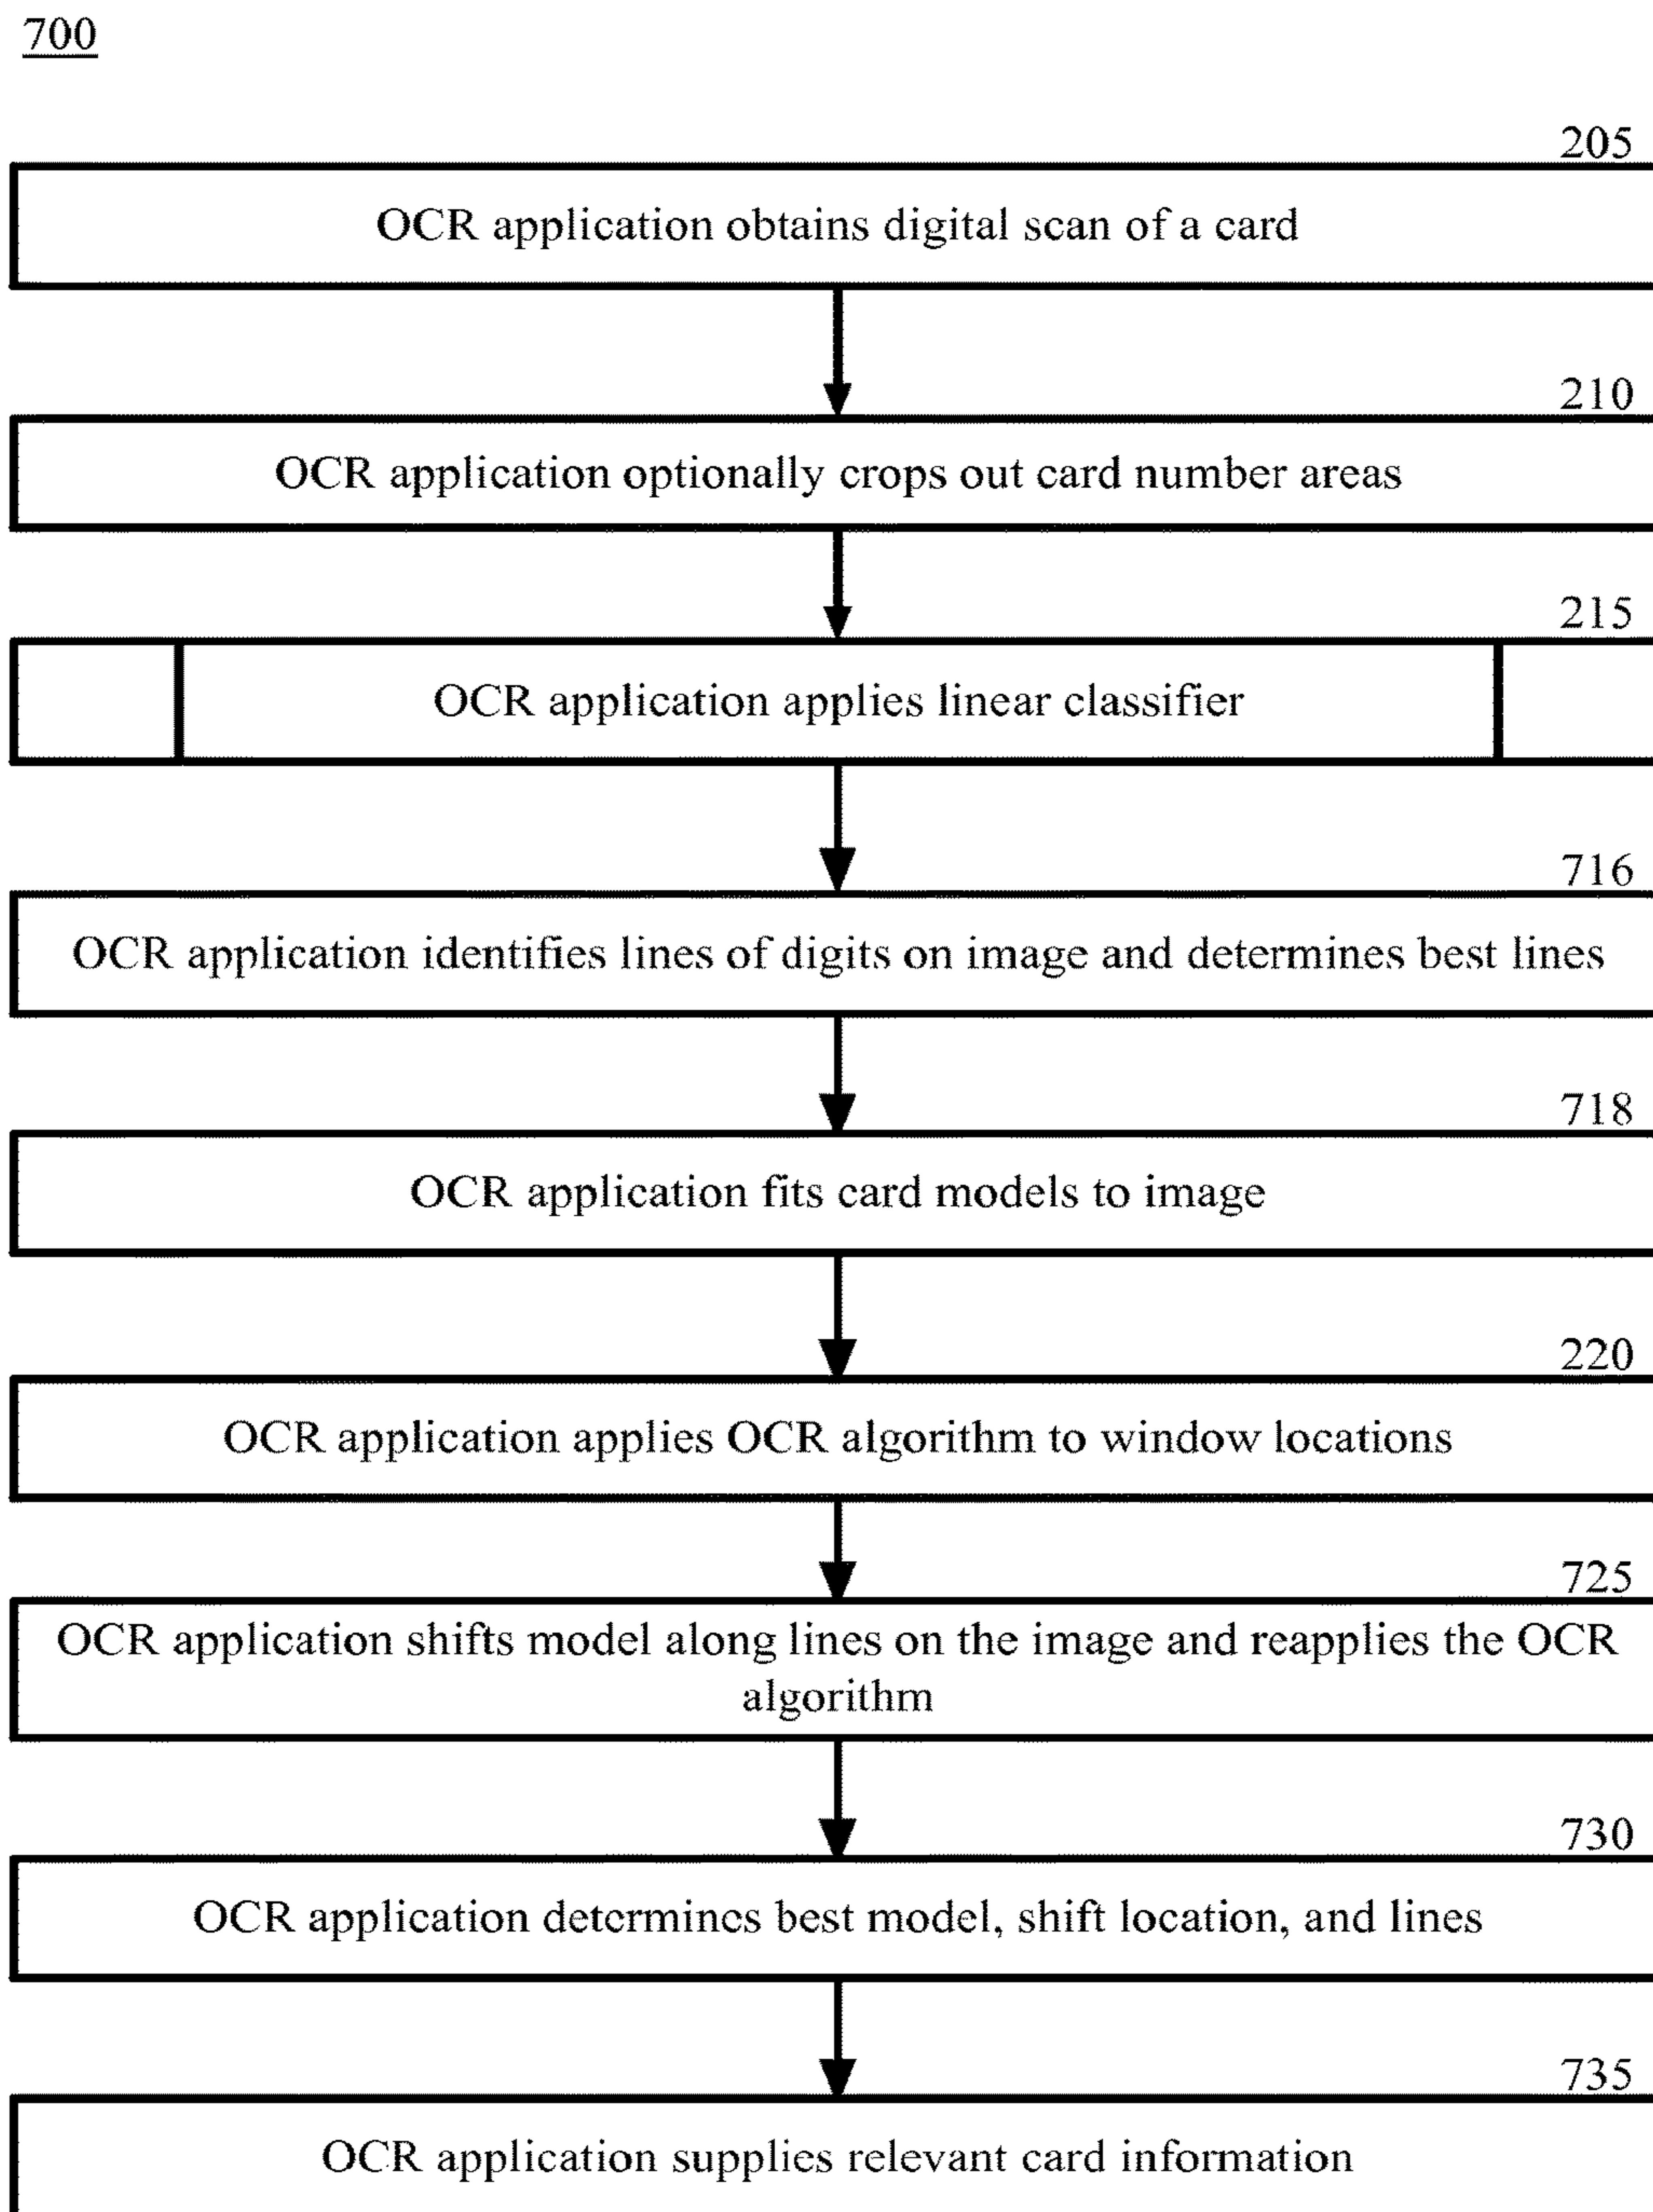 700
205
OCR application obtains digital scan of a card
210
OCR application optionally crops out card number areas
215
OCR application applies linear classifier
716
OCR application identifies lines of digits on image and determines best lines
718
OCR application fits card models to image
220
OCR application applies OCR algorithm to window locations
725
OCR application shifts model along lines on the image and reapplies the OCR
algorithm
730
OCR application determines best model, shift location, and lines
735
OCR application supplies relevant card information